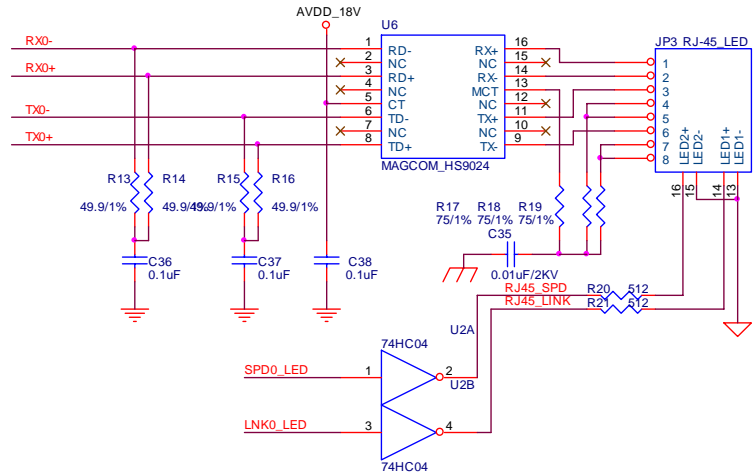 AVDD_18V
U6
JP3 RJ-45_LED
RX0-
RX0+
TX0-
TX0+
1 RD- RX+ 16
2 NC NC 15
3 RD+ RX- 14
4 NC MCT 13
5 CT NC 12
6 TD- TX+ 11
7 NC NC 10
8 TD+ TX- 9
MAGCOM_HS9024
1
2
3
4
5
6
7
8
LED2+
LED2-
LED1+
LED1-
16
15
14
13
R13 R14 R15 R16
49.9/1% 49.9/1% 49.9/1% 49.9/1%
R17 R18 R19
75/1% 75/1% 75/1%
C36
0.1uF
C37
0.1uF
C38
0.1uF
C35
0.01uF/2KV
RJ45_SPD R20 512
RJ45_LINK R21 512
U2A
74HC04
SPD0_LED 1 2
U2B
LNK0_LED 3 4
74HC04